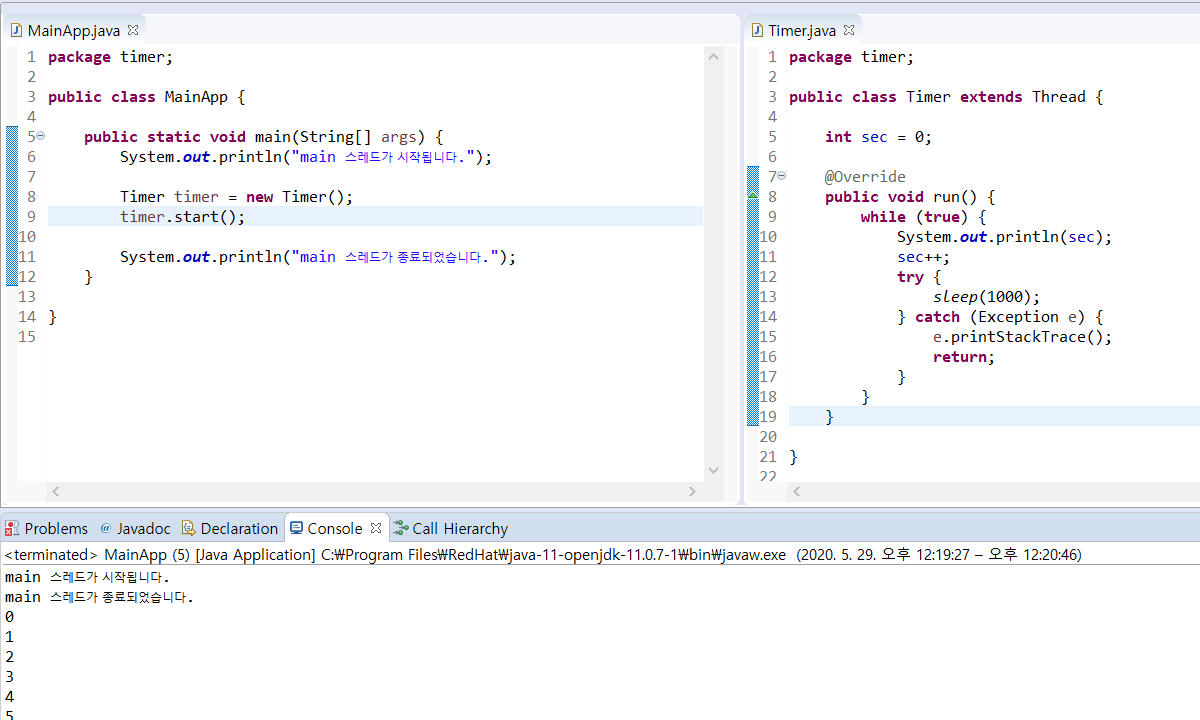 MainApp.java
1 package timer;
2
3 public class MainApp {
4
5 public static void main(String[] args) {
6 System.out.println("main 스레드가 시작됩니다.");
7
8 Timer timer = new Timer();
9 timer.start();
10
11 System.out.println("main 스레드가 종료되었습니다.");
12 }
13
14 }
15
Timer.java
1 package timer;
2
3 public class Timer extends Thread {
4
5 int sec = 0;
6
7 @Override
8 public void run() {
9 while (true) {
10 System.out.println(sec);
11 sec++;
12 try {
13 sleep(1000);
14 } catch (Exception e) {
15 e.printStackTrace();
16 return;
17 }
18 }
19 }
20
21 }
22
Problems @ Javadoc Declaration Console Call Hierarchy
<terminated> MainApp (5) [Java Application] C:₩Program Files₩RedHat₩java-11-openjdk-11.0.7-1₩bin₩javaw.exe (2020. 5. 29. 오후 12:19:27 – 오후 12:20:46)
main 스레드가 시작됩니다.
main 스레드가 종료되었습니다.
0
1
2
3
4
5